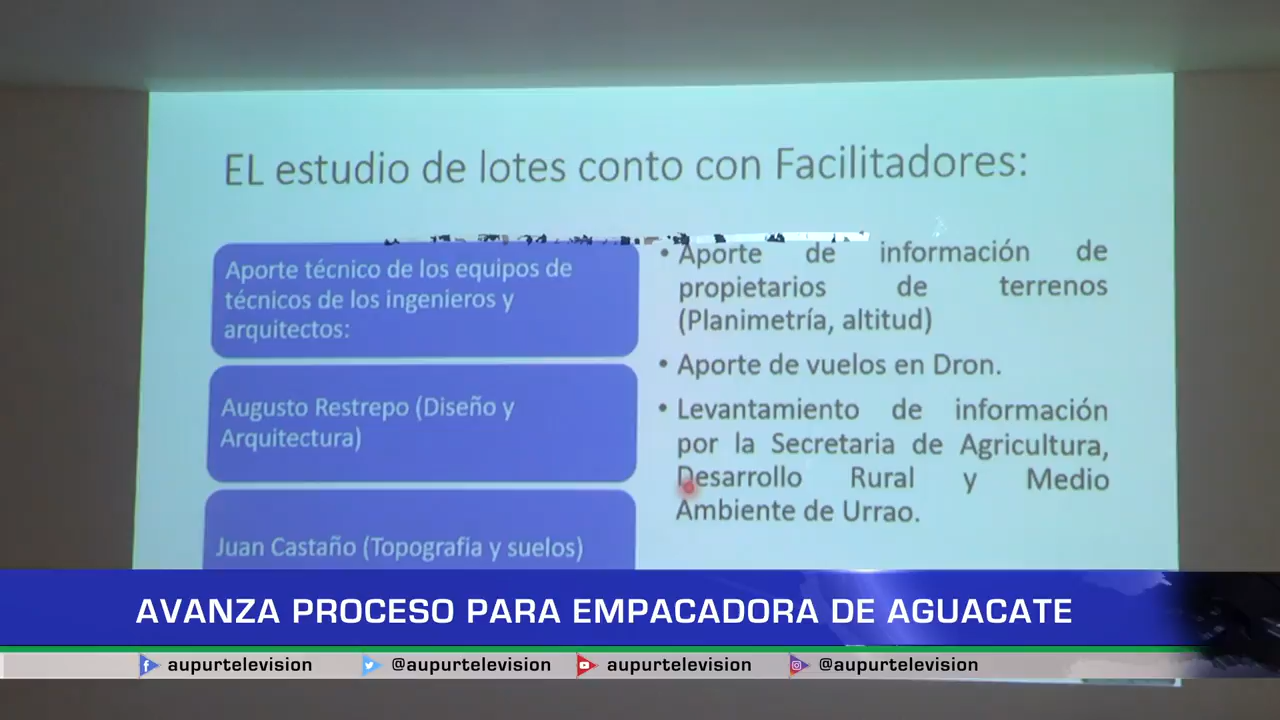 EL estudio de lotes conto con Facilitadores:
Aporte técnico de los equipos de
técnicos de los ingenieros y
arquitectos:
Augusto Restrepo (Diseño y
Arquitectura)
Juan Castaño (Topografía y suelos)
• Aporte de información de
propietarios de terrenos
(Planimetría, altitud)
• Aporte de vuelos en Dron.
• Levantamiento de información
por la Secretaria de Agricultura,
Desarrollo Rural y Medio
Ambiente de Urrao.
AVANZA PROCESO PARA EMPACADORA DE AGUACATE
aupurtelevision @aupurtelevision aupurtelevision @aupurtelevision